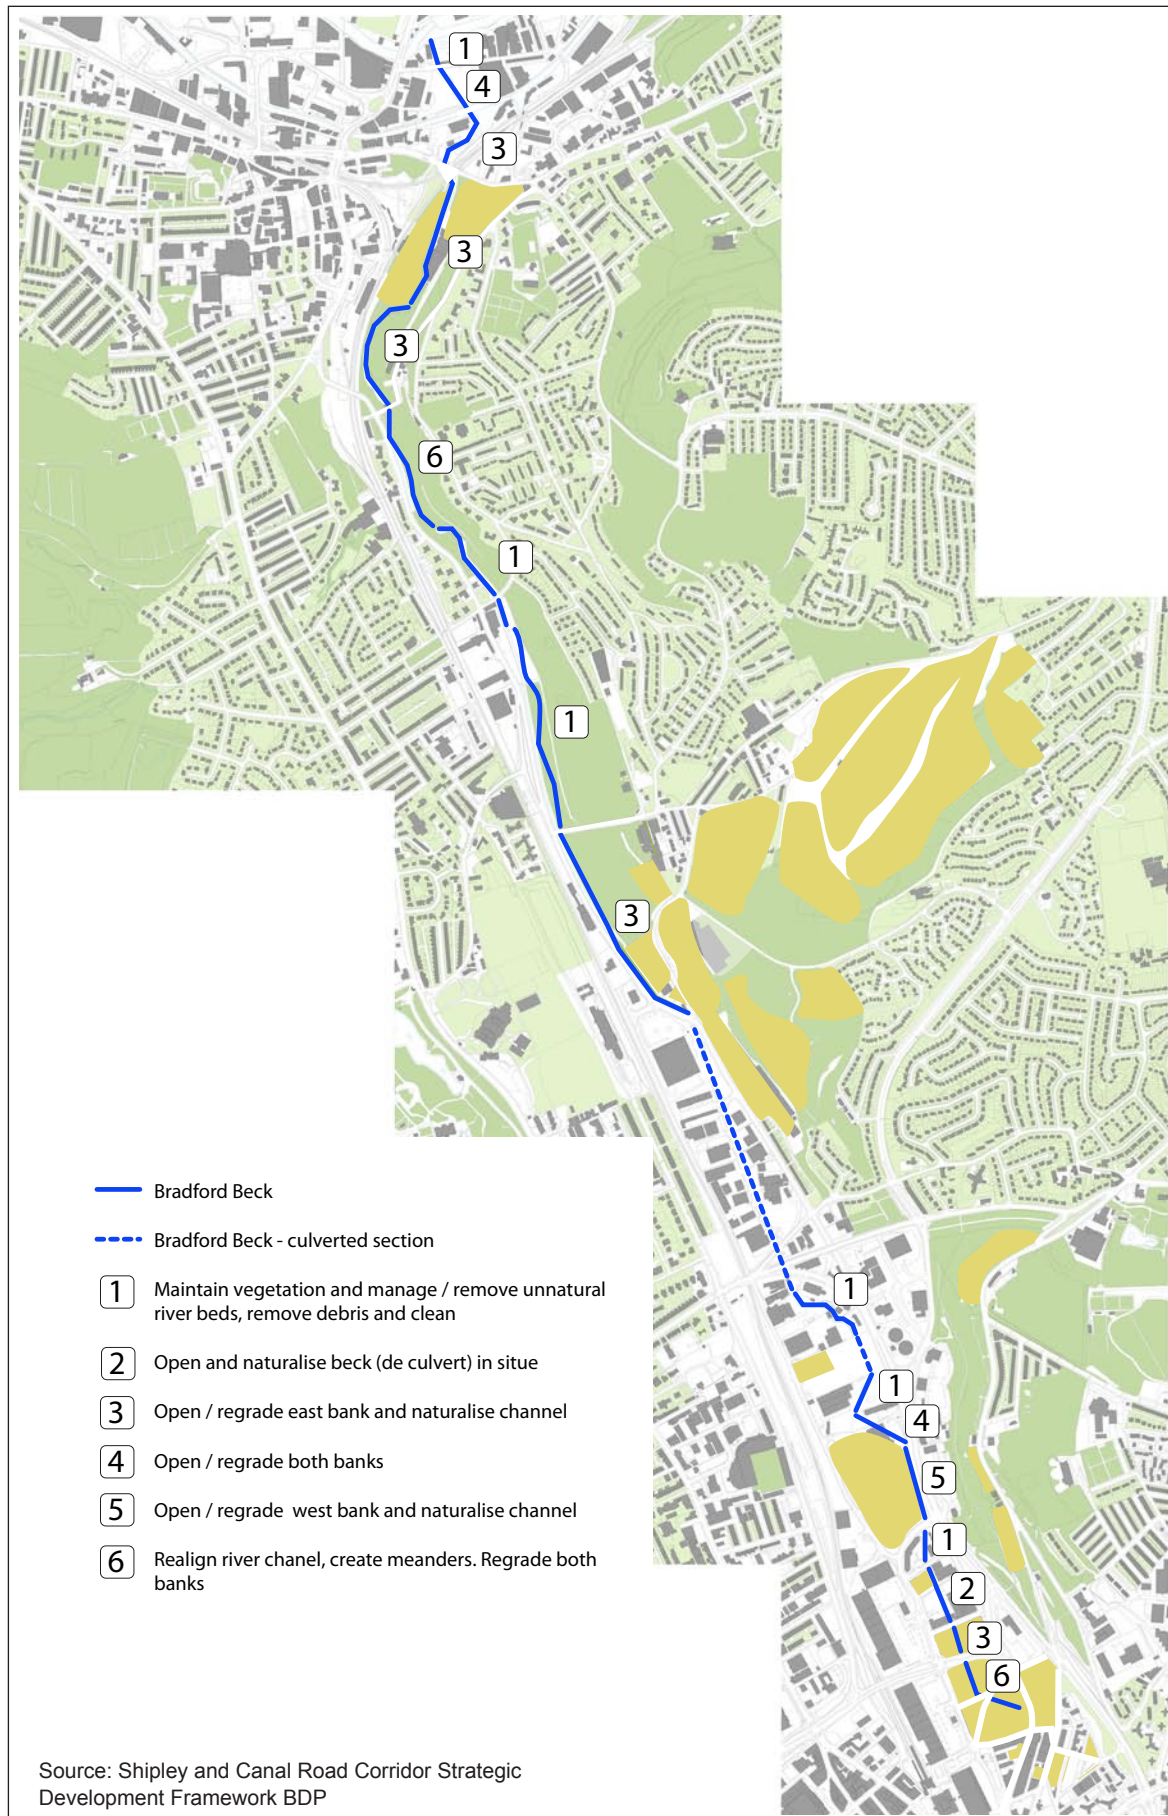 1
4
3
3
3
6
1
1
3
1
1
4
5
1
2
3
6
Bradford Beck
Bradford Beck - culverted section
1 Maintain vegetation and manage / remove unnatural
river beds, remove debris and clean
2 Open and naturalise beck (de culvert) in situe
3 Open / regrade east bank and naturalise channel
4 Open / regrade both banks
5 Open / regrade west bank and naturalise channel
6 Realign river chanel, create meanders. Regrade both
banks
Source: Shipley and Canal Road Corridor Strategic
Development Framework BDP